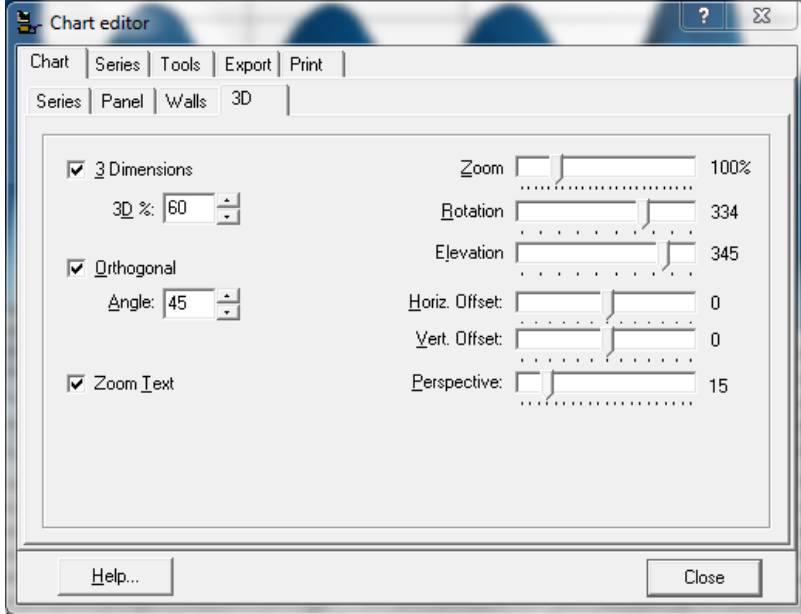 Chart editor
?
Chart Series Tools Export Print
Series Panel Walls 3D
3 Dimensions
3D %: 60
Orthogonal
Angle: 45
Zoom Text
Zoom 100%
Rotation 334
Elevation 345
Horiz. Offset: 0
Vert. Offset: 0
Perspective: 15
Help...
Close